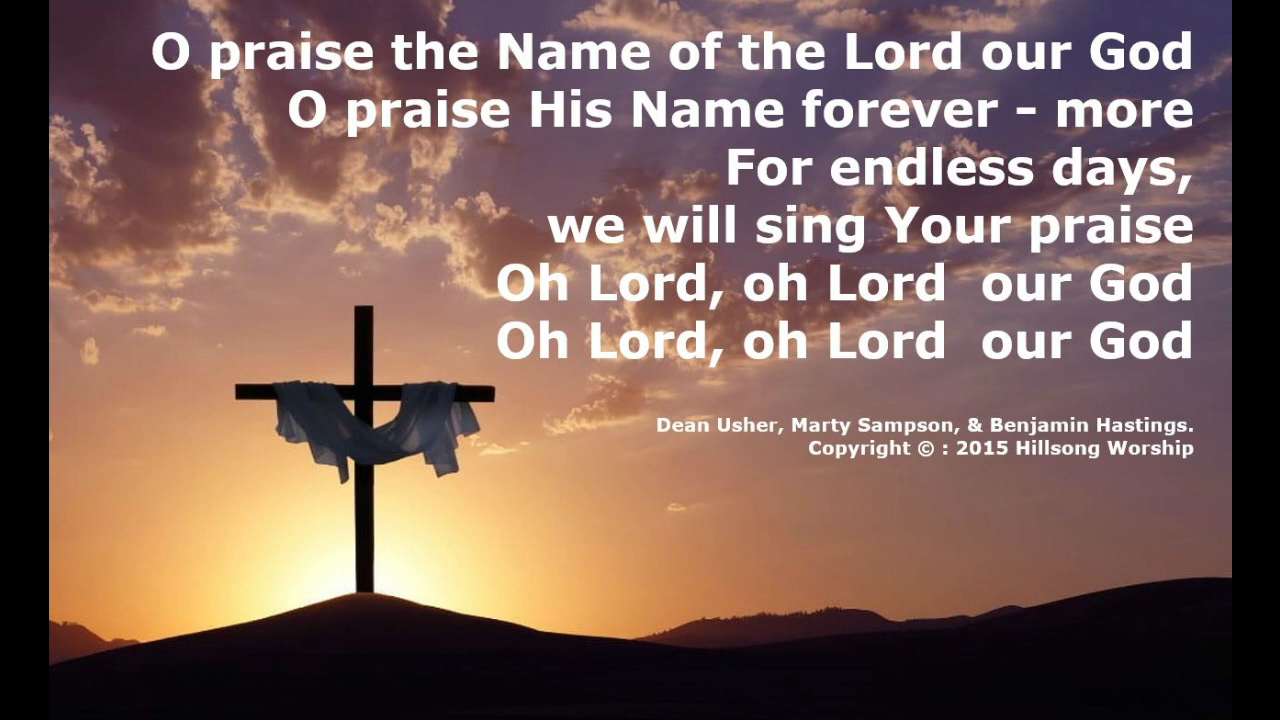 O praise the Name of the Lord our God
O praise His Name forever - more
For endless days,
we will sing Your praise
Oh Lord, oh Lord  our God
Oh Lord, oh Lord  our God
Dean Usher, Marty Sampson, & Benjamin Hastings.
Copyright © : 2015 Hillsong Worship